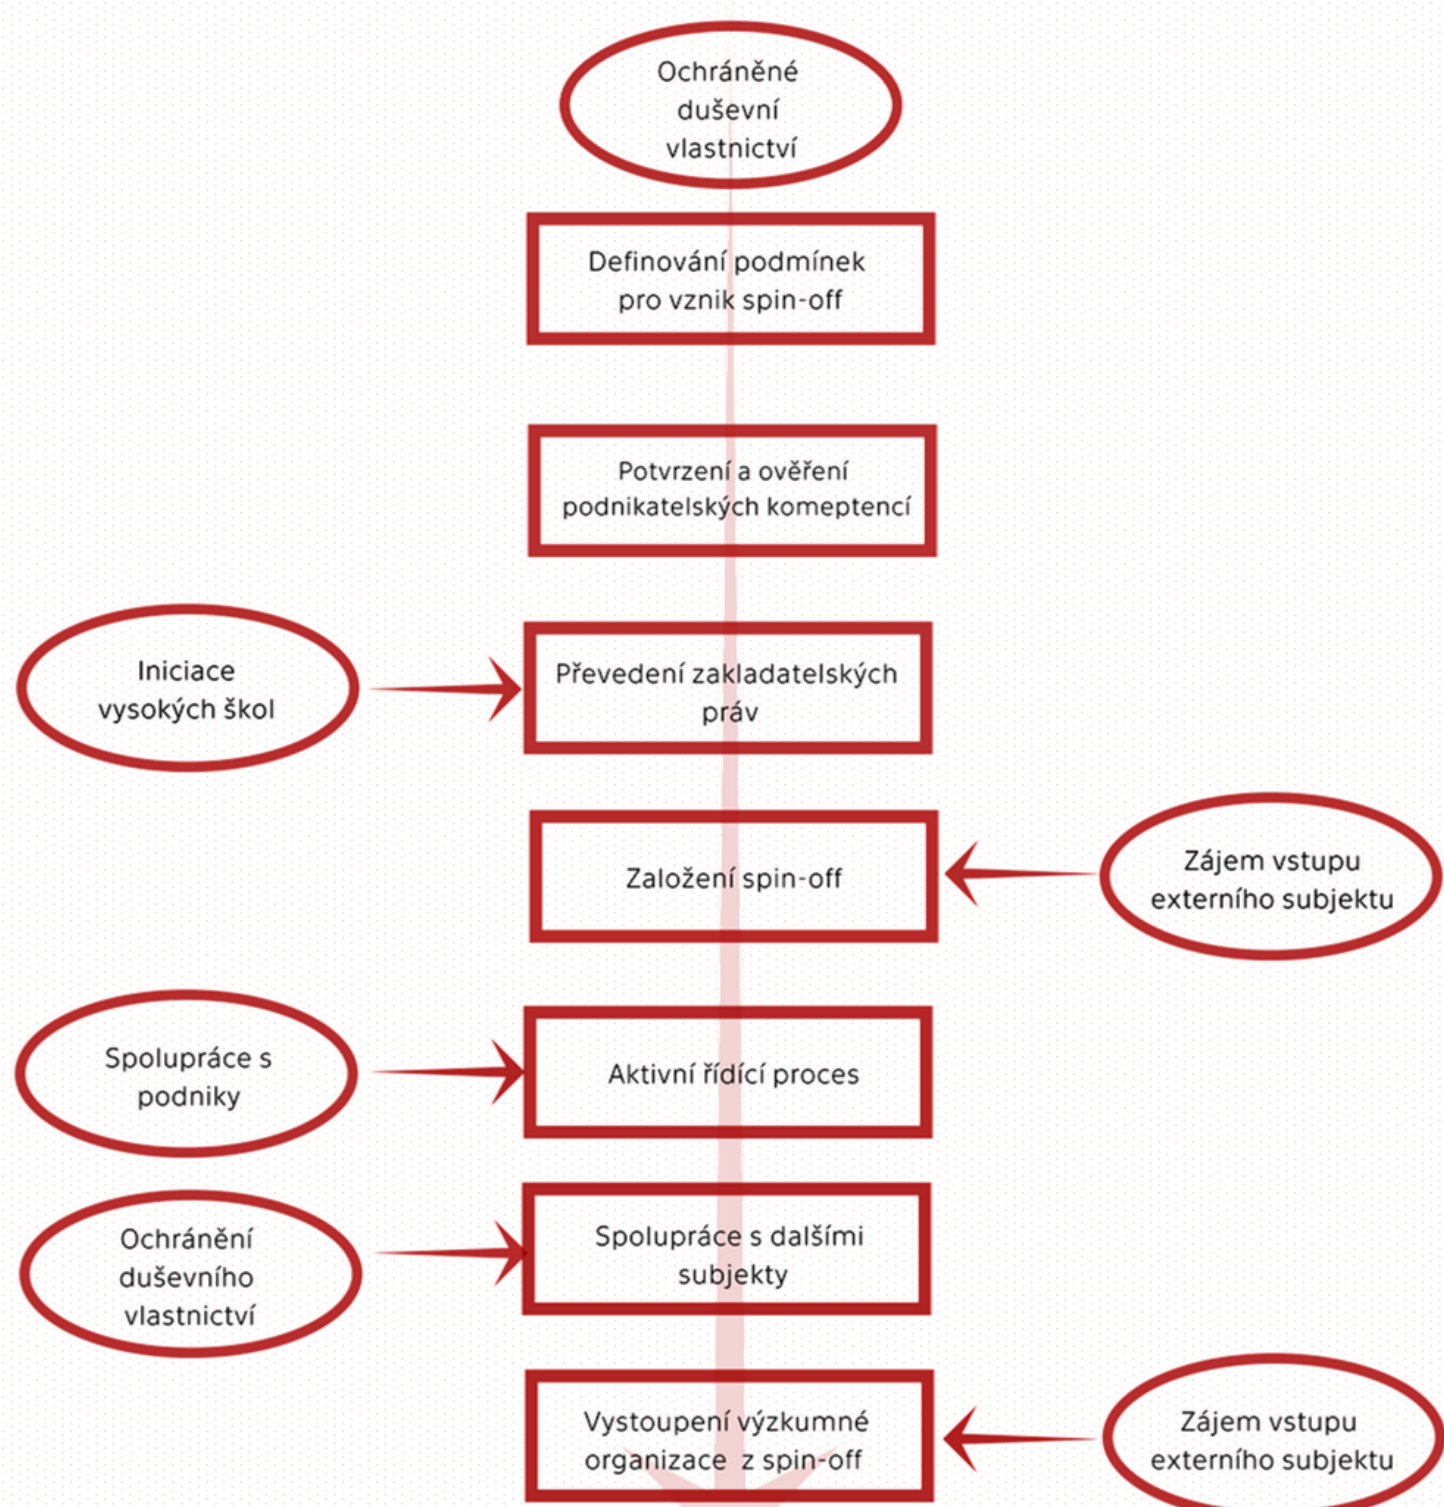 Ochráněné
duševní
vlastnictví
Definování podmínek
pro vznik spin-off
Potvrzení a ověření
podnikatelských komeptencí
Iniciace
vysokých škol
Převedení zakladatelských
práv
Založení spin-off
Zájem vstupu
externího subjektu
Spolupráce s
podniky
Aktivní řídící proces
Ochránění
duševního
vlastnictví
Spolupráce s dalšími
subjekty
Vystoupení výzkumné
organizace z spin-off
Zájem vstupu
externího subjektu